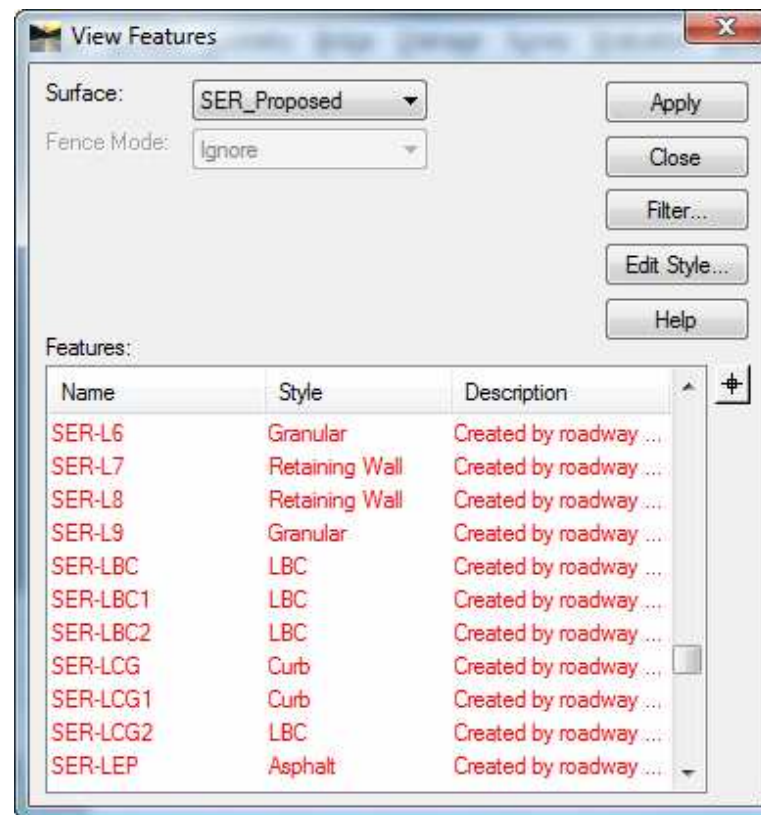 View Features
Surface: SER_Proposed Apply
Fence Mode: Ignore Close
Filter...
Edit Style...
Help
Features:
Name Style Description
SER-L6 Granular Created by roadway ...
SER-L7 Retaining Wall Created by roadway ...
SER-L8 Retaining Wall Created by roadway ...
SER-L9 Granular Created by roadway ...
SER-LBC LBC Created by roadway ...
SER-LBC1 LBC Created by roadway ...
SER-LBC2 LBC Created by roadway ...
SER-LCG Curb Created by roadway ...
SER-LCG1 Curb Created by roadway ...
SER-LCG2 LBC Created by roadway ...
SER-LEP Asphalt Created by roadway ...